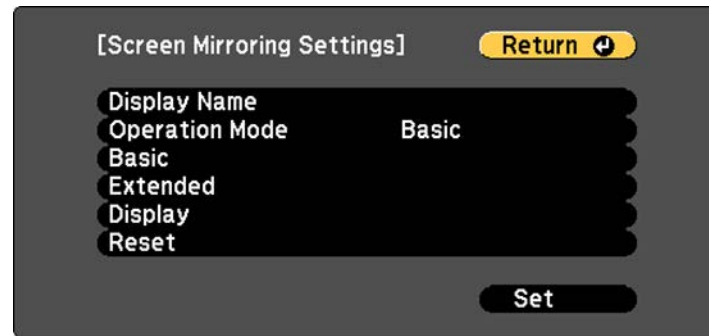 [Screen Mirroring Settings] Return
Display Name
Operation Mode Basic
Basic
Extended
Display
Reset
Set